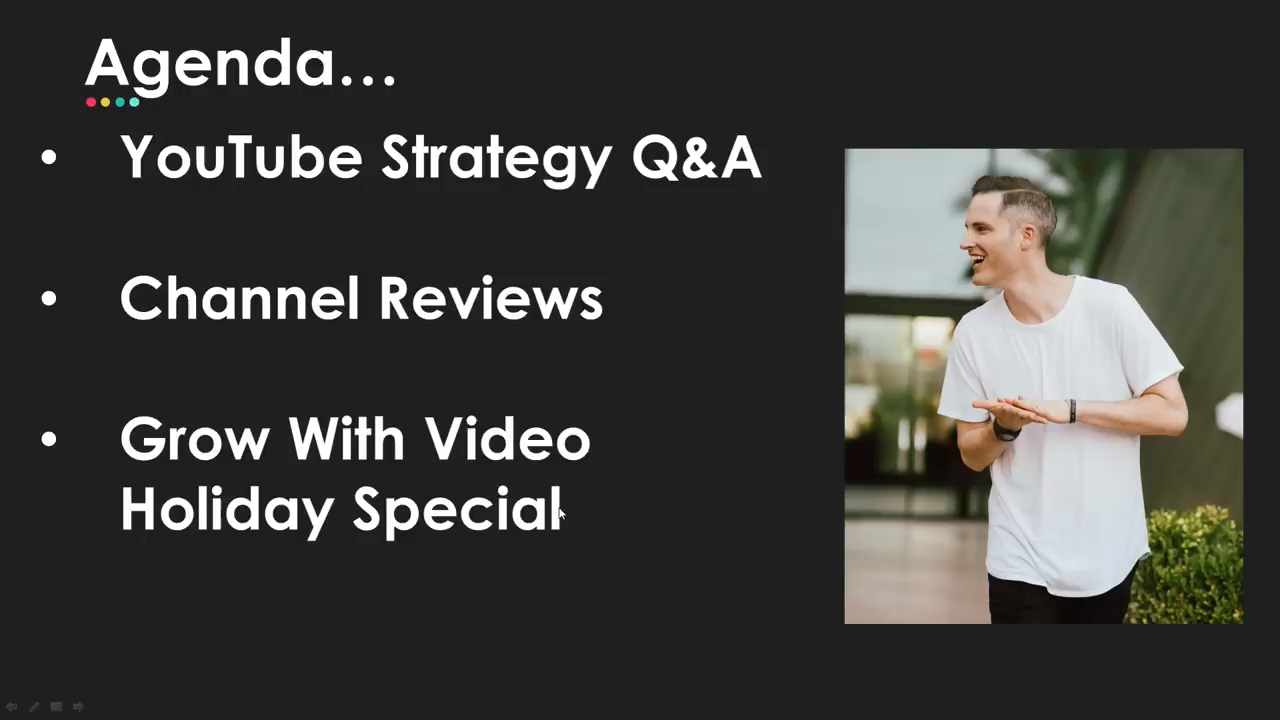 Agenda...
• YouTube Strategy Q&A
• Channel Reviews
• Grow With Video
Holiday Special